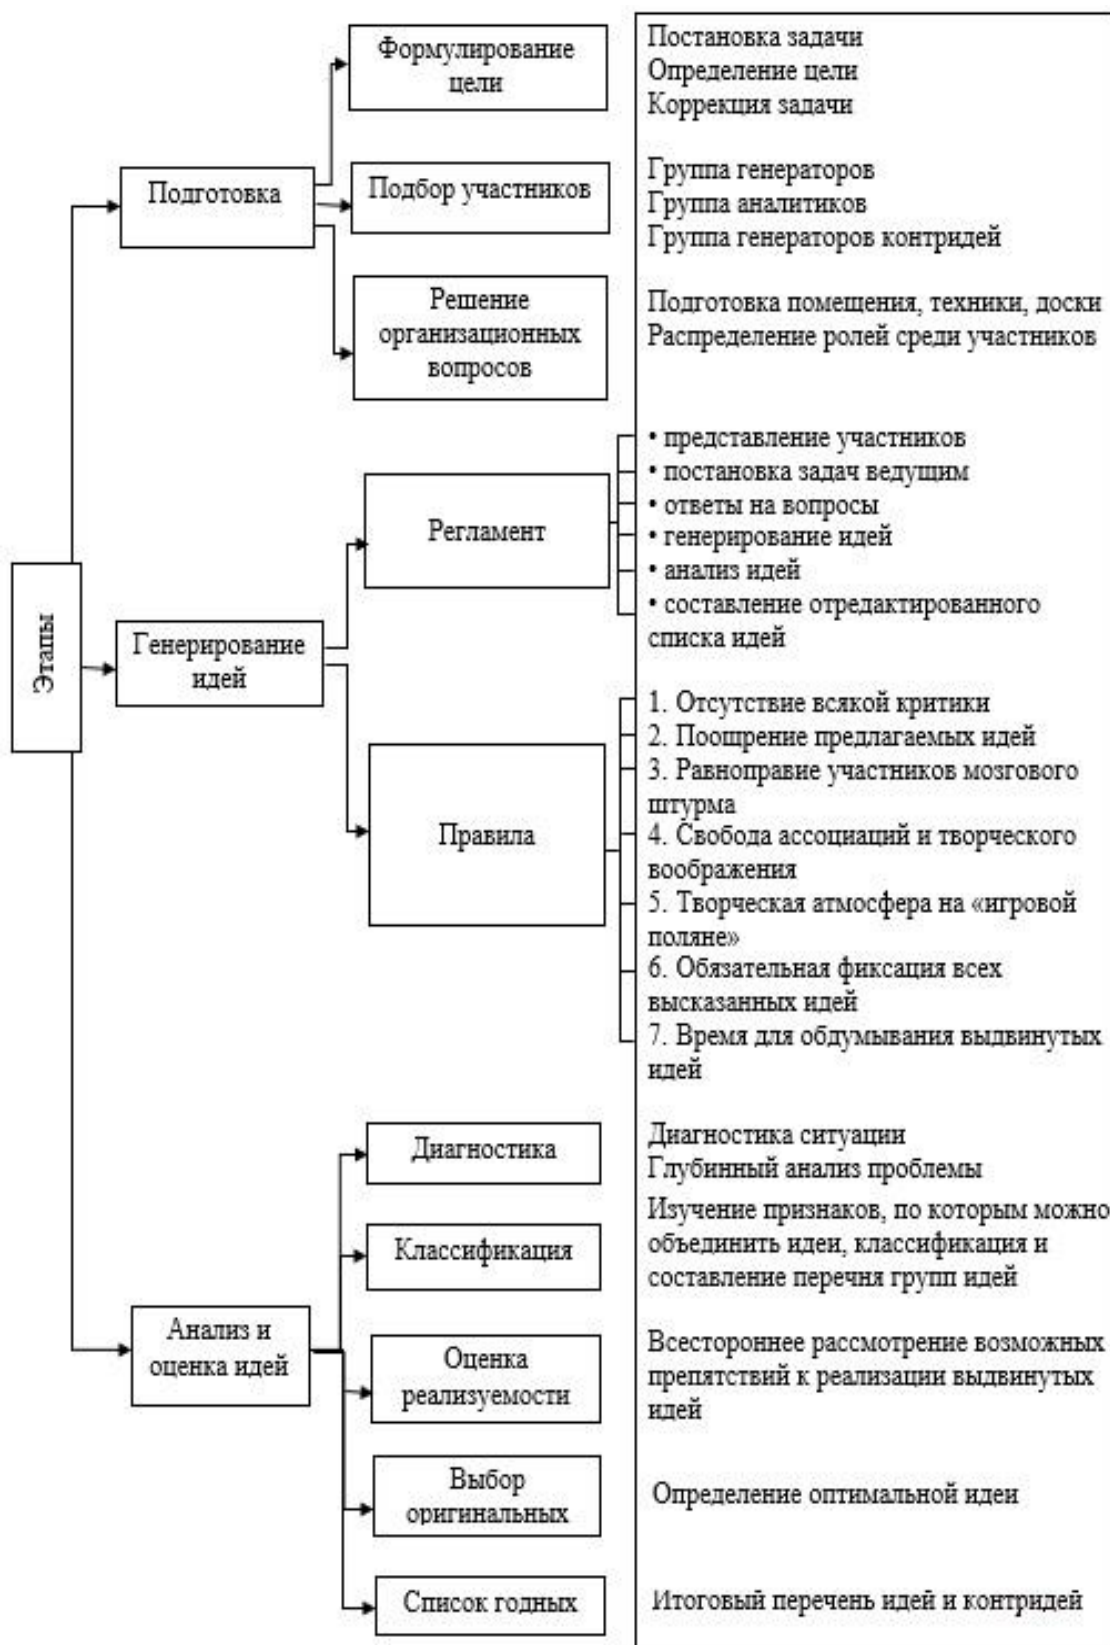 Этапы
Подготовка
Формулирование
цели
Постановка задачи
Определение цели
Коррекция задачи
Подбор участников
Группа генераторов
Группа аналитиков
Группа генераторов контридей
Решение
организационных
вопросов
Подготовка помещения, техники, доски
Распределение ролей среди участников
Генерирование
идей
Регламент
• представление участников
• постановка задач ведущим
• ответы на вопросы
• генерирование идей
• анализ идей
• составление отредактированного
списка идей
Правила
1. Отсутствие всякой критики
2. Поощрение предлагаемых идей
3. Равноправие участников мозгового
штурма
4. Свобода ассоциаций и творческого
воображения
5. Творческая атмосфера на «игровой
поляне»
6. Обязательная фиксация всех
высказанных идей
7. Время для обдумывания выдвинутых
идей
Анализ и
оценка идей
Диагностика
Диагностика ситуации
Глубинный анализ проблемы
Классификация
Изучение признаков, по которым можно
объединить идеи, классификация и
составление перечня групп идей
Оценка
реализуемости
Всестороннее рассмотрение возможных
препятствий к реализации выдвинутых
идей
Выбор
оригинальных
Определение оптимальной идеи
Список годных
Итоговый перечень идей и контридей